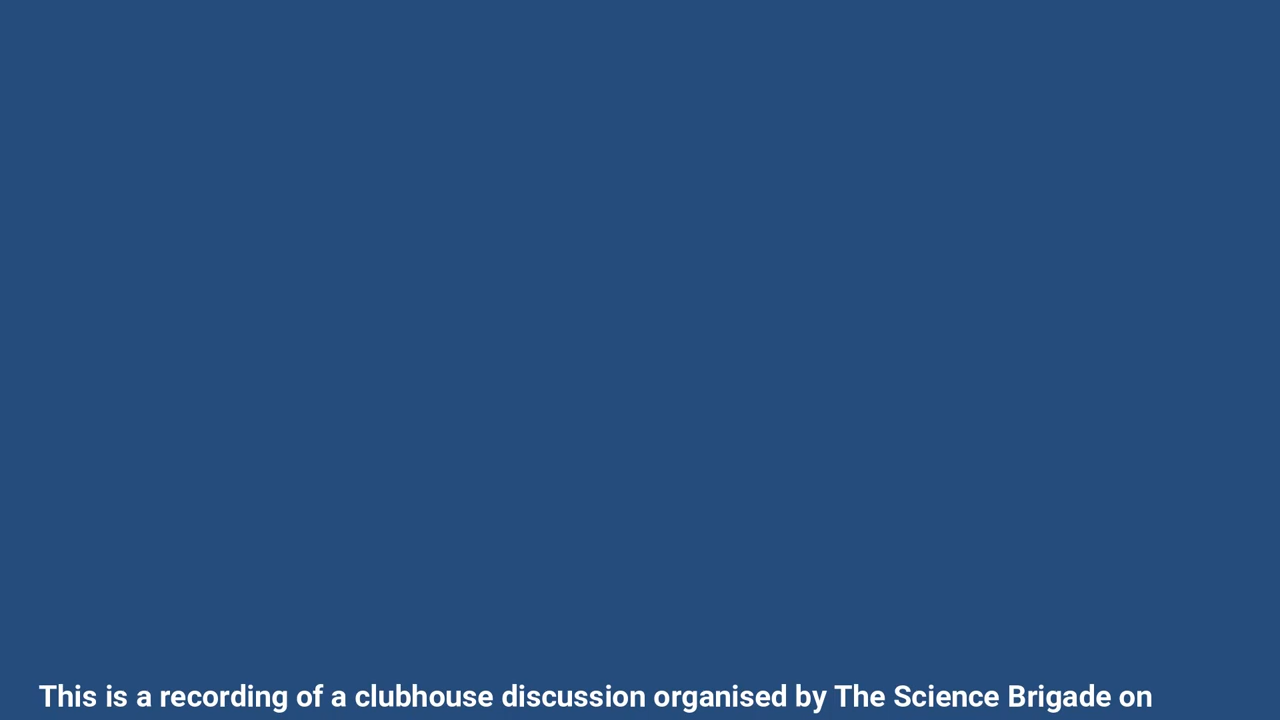 This is a recording of a clubhouse discussion organised by The Science Brigade on